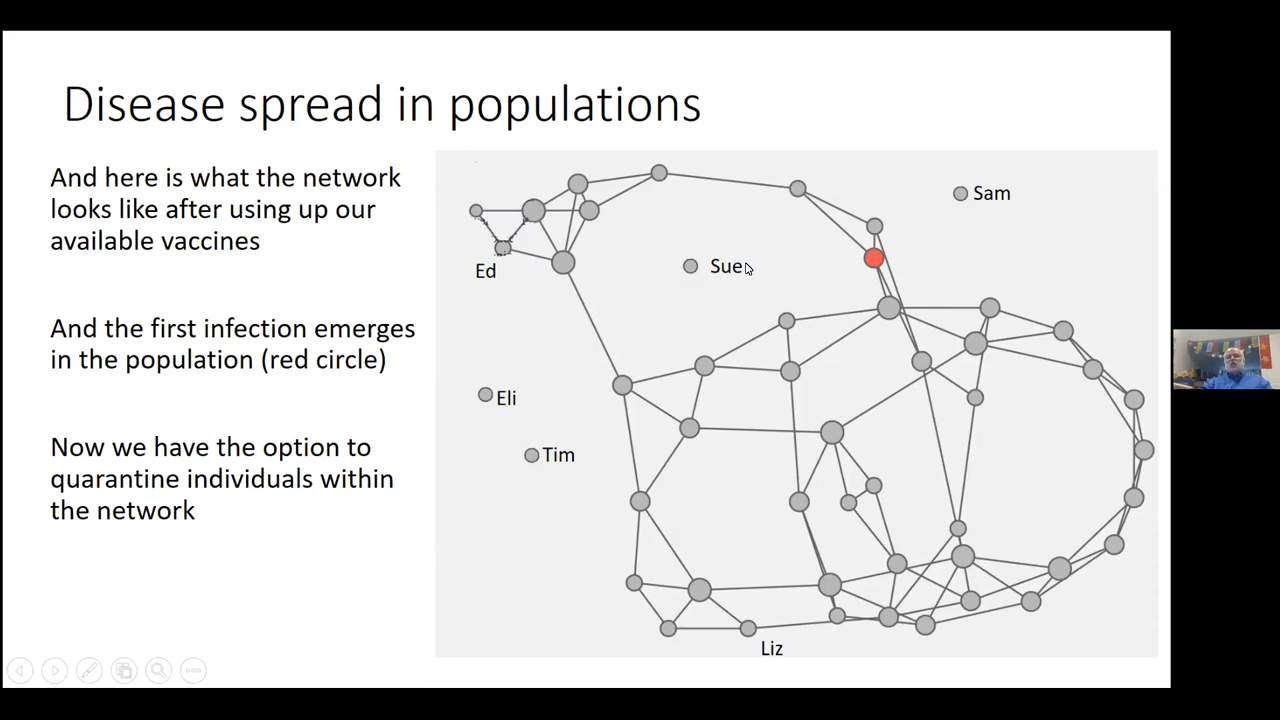 Disease spread in populations
And here is what the network
looks like after using up our
available vaccines
And the first infection emerges
in the population (red circle)
Now we have the option to
quarantine individuals within
the network
Sam
Ed
Sue
Eli
Tim
Liz